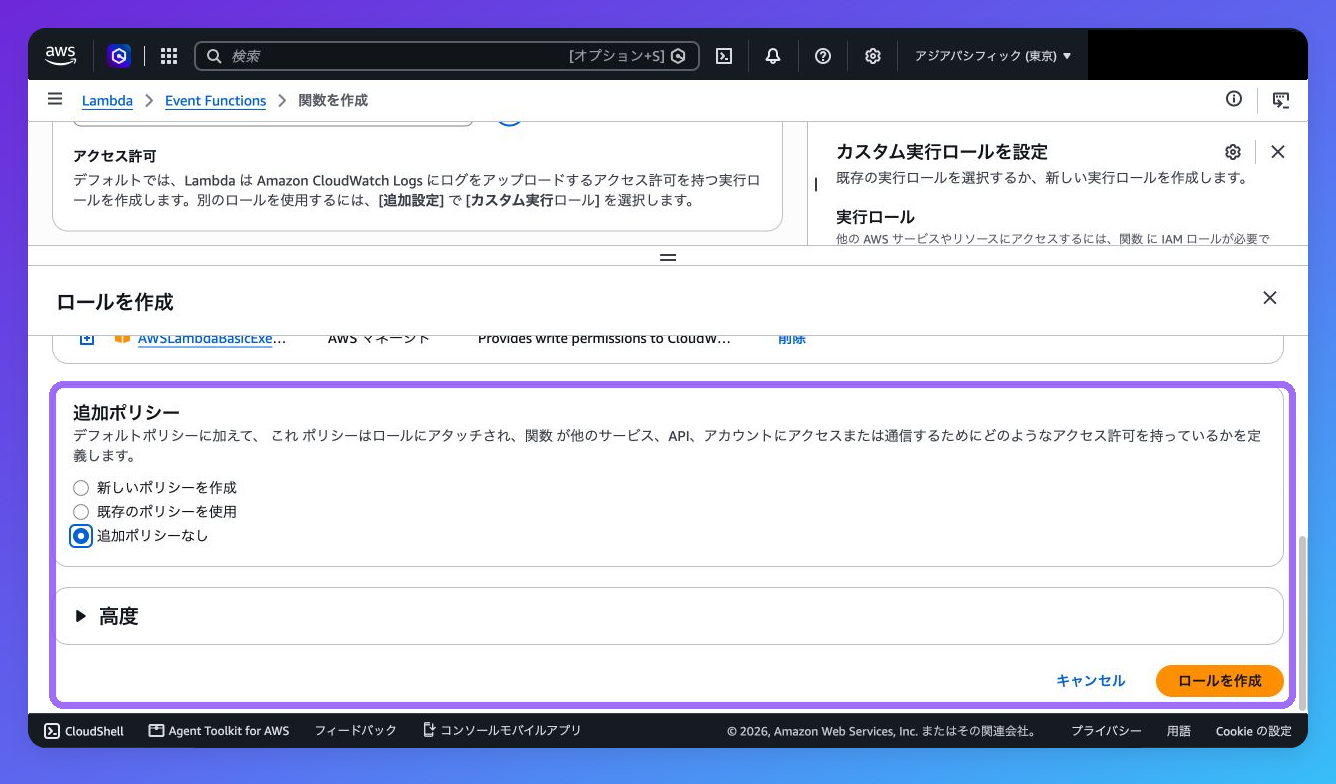 aws
検索
[オプション+S]
アジアパシフィック (東京)
Lambda
Event Functions
関数を作成
アクセス許可
デフォルトでは、Lambda は Amazon CloudWatch Logs にログをアップロードするアクセス許可を持つ実行ロ
ールを作成します。別のロールを使用するには、[追加設定] で [カスタム実行ロール] を選択します。
カスタム実行ロールを設定
既存の実行ロールを選択するか、新しい実行ロールを作成します。
実行ロール
他の AWS サービスやリソースにアクセスするには、関数 に IAM ロールが必要で
ロールを作成
AWSLambdaBasicExe...
AWS マネージド
Provides write permissions to CloudW...
削除
追加ポリシー
デフォルトポリシーに加えて、 これ ポリシーはロールにアタッチされ、関数 が他のサービス、API、アカウントにアクセスまたは通信するためにどのようなアクセス許可を持っているかを定
義します。
新しいポリシーを作成
既存のポリシーを使用
追加ポリシーなし
高度
キャンセル
ロールを作成
CloudShell
Agent Toolkit for AWS
フィードバック
コンソールモバイルアプリ
© 2026, Amazon Web Services, Inc. またはその関連会社。
プライバシー
用語
Cookie の設定